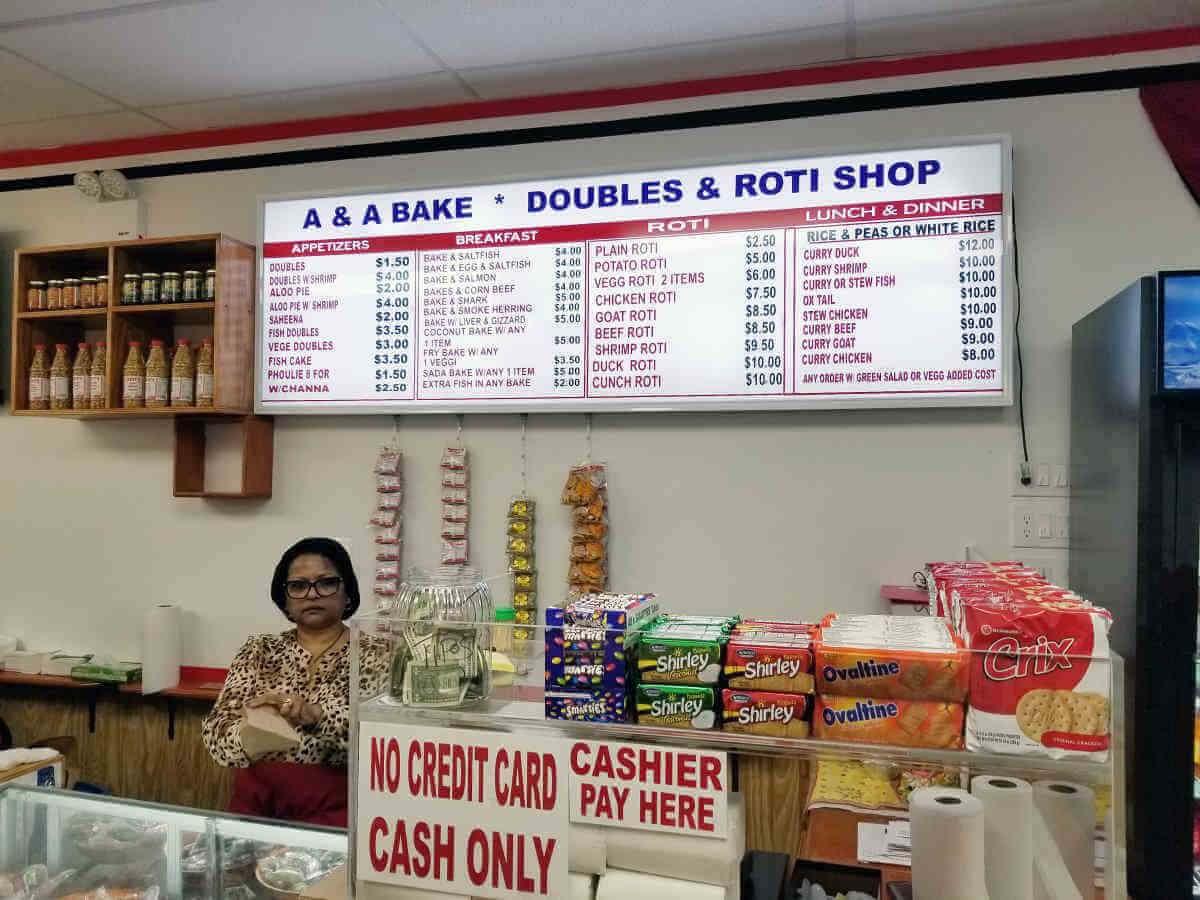 A & A BAKE * DOUBLES & ROTI SHOP
APPETIZERS
DOUBLES $1.50
DOUBLES W SHRIMP $4.00
ALOO PIE $2.00
ALOO PIE W/ SHRIMP $4.00
SAHEENA $2.00
FISH DOUBLES $3.50
VEGE DOUBLES $3.00
FISH CAKE $3.50
PHOULIE 8 FOR $1.50
W/CHANNA $2.50
BREAKFAST
BAKE & SALTFISH $4.00
BAKE & EGG & SALTFISH $4.00
BAKE & SALMON $4.00
BAKES & CORN BEEF $4.00
BAKE & SHARK $5.00
BAKE & SMOKE HERRING $4.00
BAKE W/ LIVER & GIZZARD $5.00
COCONUT BAKE W/ ANY
1 ITEM $5.00
FRY BAKE W/ ANY
1 VEGGI $3.50
SADA BAKE W/ ANY 1 ITEM $5.00
EXTRA FISH IN ANY BAKE $2.00
ROTI
PLAIN ROTI $2.50
POTATO ROTI $5.00
VEGG ROTI 2 ITEMS $6.00
CHICKEN ROTI $7.50
GOAT ROTI $8.50
BEEF ROTI $8.50
SHRIMP ROTI $9.50
DUCK ROTI $10.00
CUNCH ROTI $10.00
LUNCH & DINNER
RICE & PEAS OR WHITE RICE
CURRY DUCK $12.00
CURRY SHRIMP $10.00
CURRY OR STEW FISH $10.00
OX TAIL $10.00
STEW CHICKEN $10.00
CURRY BEEF $9.00
CURRY GOAT $9.00
CURRY CHICKEN $8.00
ANY ORDER W/ GREEN SALAD OR VEGG ADDED COST
SMARTIES
SMARTIES
Shirley
Shirley
Shirley
Shirley
Ovaltine
Ovaltine
Crix
NO CREDIT CARD
CASH ONLY
CASHIER
PAY HERE